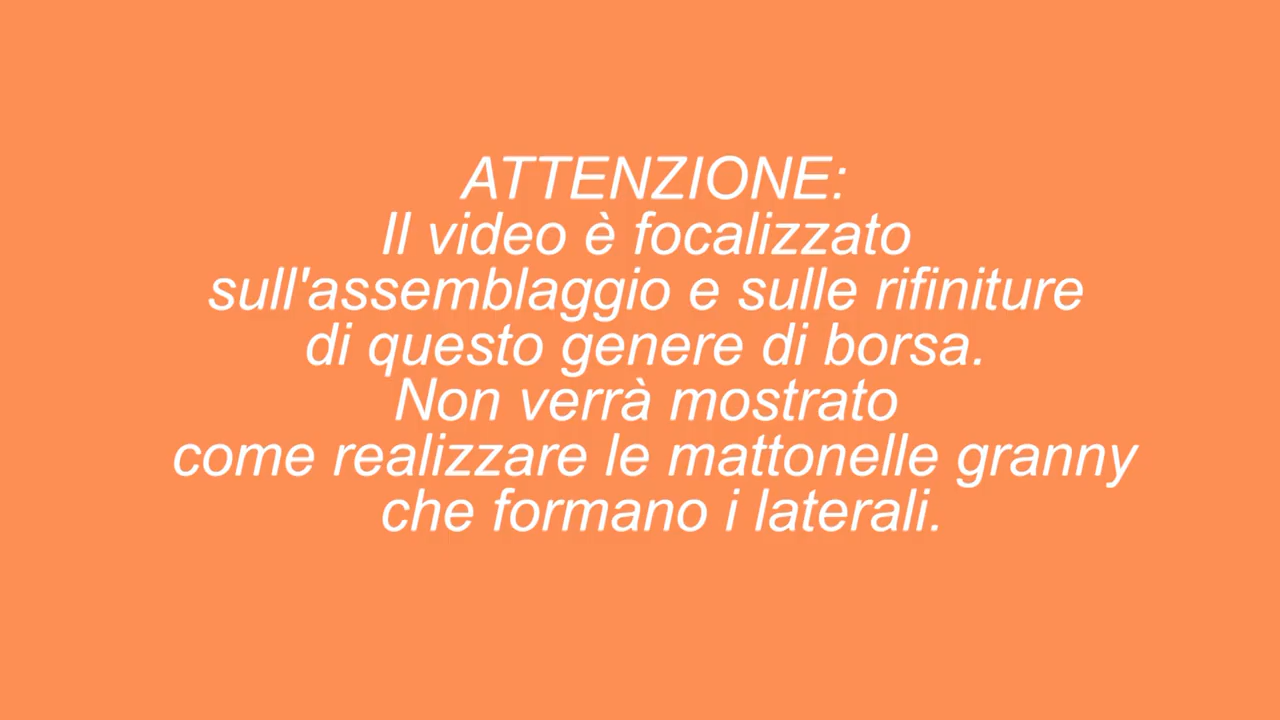 ATTENZIONE:
Il video è focalizzato
sull'assemblaggio e sulle rifiniture
di questo genere di borsa.
Non verrà mostrato
come realizzare le mattonelle granny
che formano i laterali.